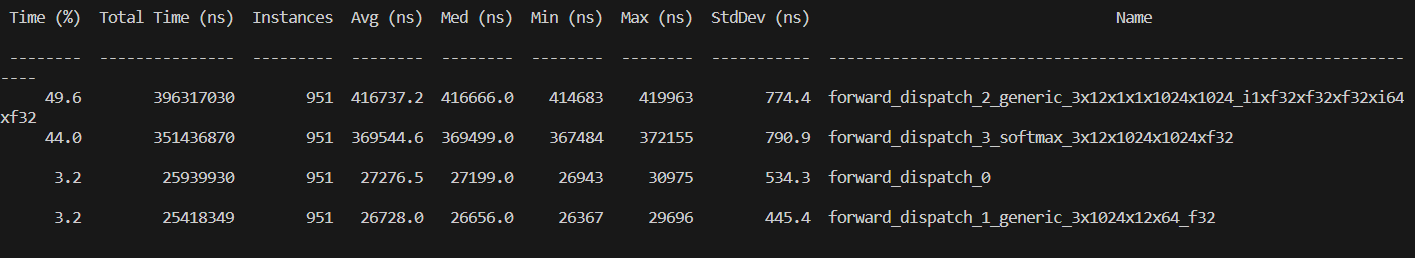 Time (%)  Total Time (ns)  Instances  Avg (ns)  Med (ns)  Min (ns)  Max (ns)  StdDev (ns)  Name
--------  ---------------  ---------  --------  --------  --------  --------  -----------  ----------------------------------------------------------------
----
49.6  396317030  951  416737.2  416666.0  414683  419963  774.4  forward_dispatch_2_generic_3x12x1x1x1024x1024_i1xf32xf32xf32xi64
xf32
44.0  351436870  951  369544.6  369499.0  367484  372155  790.9  forward_dispatch_3_softmax_3x12x1024x1024xf32
3.2  25939930  951  27276.5  27199.0  26943  30975  534.3  forward_dispatch_0
3.2  25418349  951  26728.0  26656.0  26367  29696  445.4  forward_dispatch_1_generic_3x1024x12x64_f32